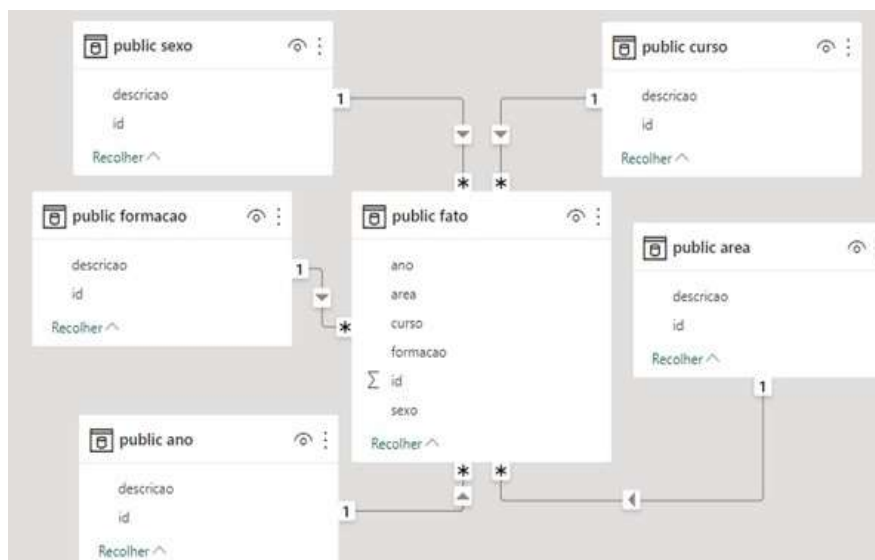 public sexo
descricao
id
Recolher
1
public curso
descricao
id
Recolher
1
*
*
public formacao
descricao
id
Recolher
1
*
public fato
ano
area
curso
formacao
Σ id
sexo
Recolher
*
*
public area
descricao
id
Recolher
1
public ano
descricao
id
Recolher
1